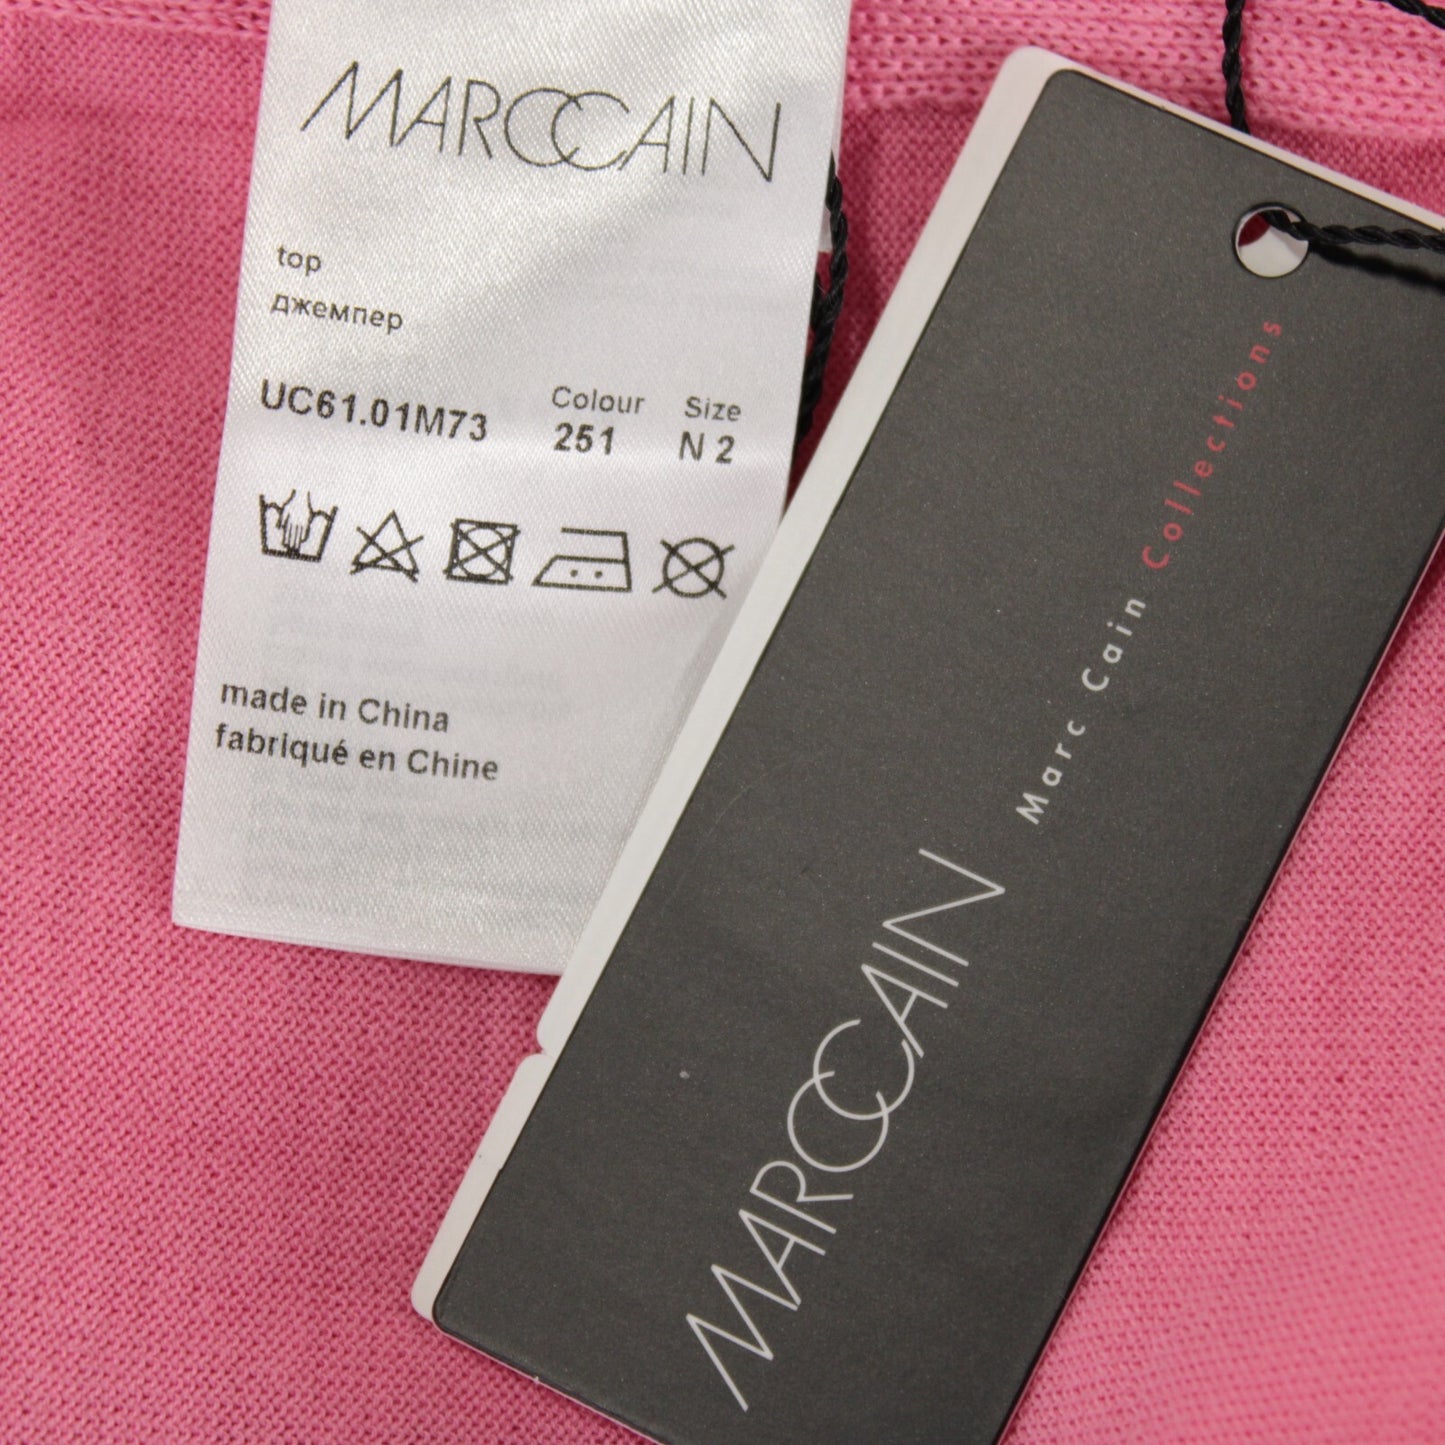 MARCCAIN
top
джемпер
UC61.01M73
Colour
251
Size
N 2
made in China
fabriqué en Chine
Marc Cain Collections
MARCCAIN